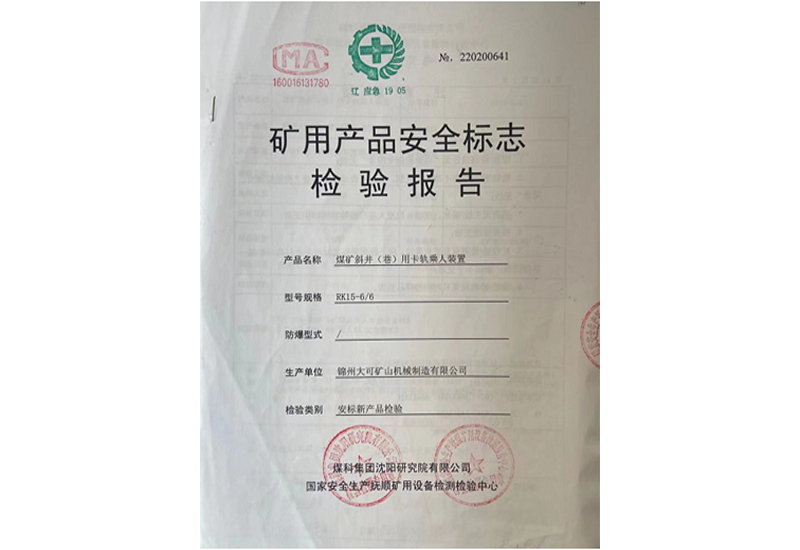 MA
160016131780
辽 应急 19 05
№. 220200641
矿用产品安全标志
检验报告
产品名称 煤矿斜井（巷）用卡轨乘人装置
型号规格 RK15-6/6
防爆型式 /
生产单位 锦州大可矿山机械制造有限公司
检验类别 安标新产品检验
煤科集团沈阳研究院有限公司
国家安全生产抚顺矿用设备检测检验中心